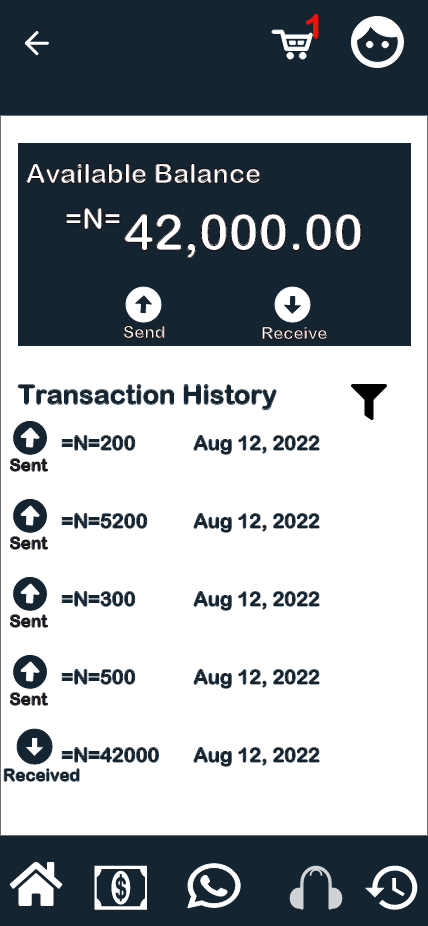 1
Available Balance
=N= 42,000.00
Send Receive
Transaction History
=N=200 Aug 12, 2022
Sent
=N=5200 Aug 12, 2022
Sent
=N=300 Aug 12, 2022
Sent
=N=500 Aug 12, 2022
Sent
=N=42000 Aug 12, 2022
Received
$